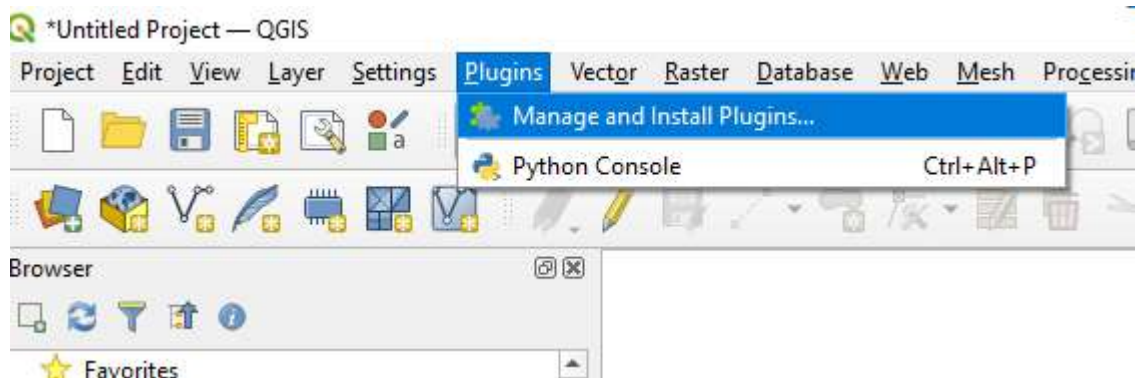 *Untitled Project — QGIS
Project Edit View Layer Settings Plugins Vector Raster Database Web Mesh Processin
Manage and Install Plugins...
a
Python Console Ctrl+Alt+P
Browser
Favorites